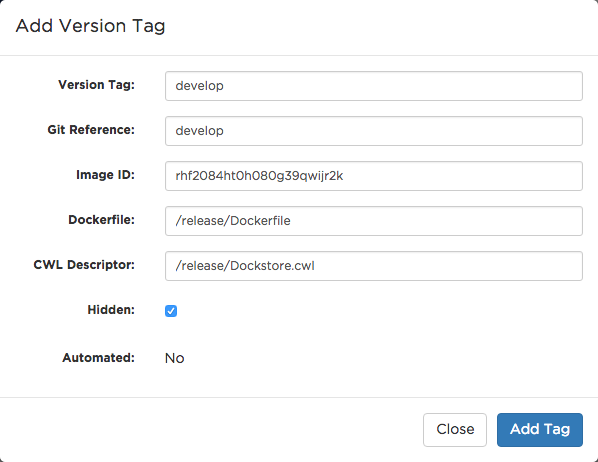 Add Version Tag
Version Tag: develop
Git Reference: develop
Image ID: rhf2084ht0h080g39qwijr2k
Dockerfile: /release/Dockerfile
CWL Descriptor: /release/Dockstore.cwl
Hidden:
Automated: No
Close Add Tag